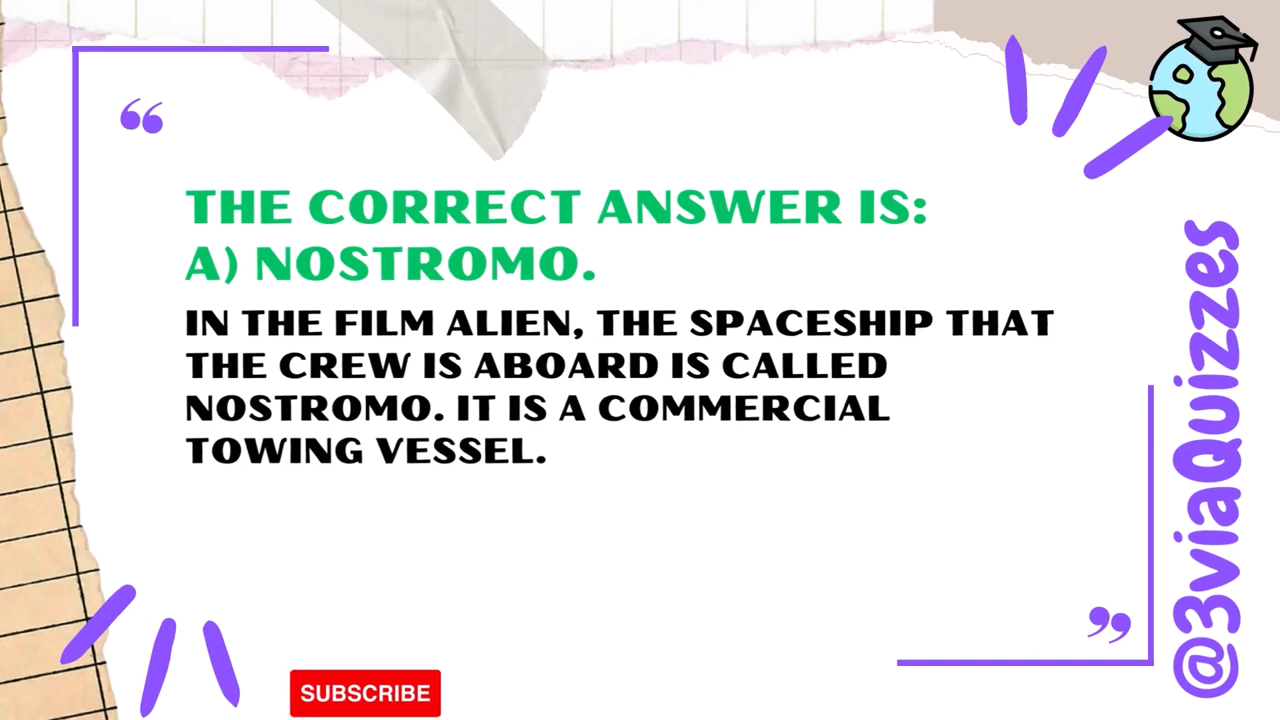 THE CORRECT ANSWER IS:
A) NOSTROMO.
IN THE FILM ALIEN, THE SPACESHIP THAT
THE CREW IS ABOARD IS CALLED
NOSTROMO. IT IS A COMMERCIAL
TOWING VESSEL.
@3viaQuizzes
SUBSCRIBE